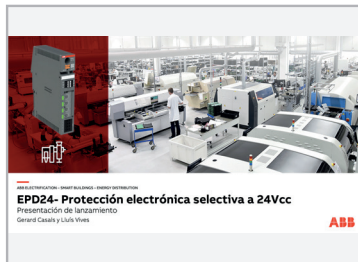 ABB ELECTRIFICATION – SMART BUILDINGS – ENERGY DISTRIBUTION
EPD24- Protección electrónica selectiva a 24Vcc
Presentación de lanzamiento
Gerard Casals y Lluís Vives
ABB